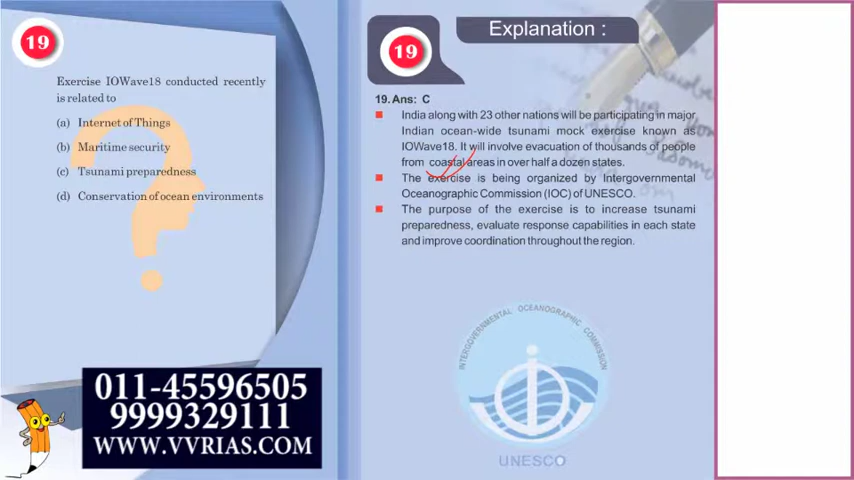 19
Exercise IOWave18 conducted recently
is related to
(a) Internet of Things
(b) Maritime security
(c) Tsunami preparedness
(d) Conservation of ocean environments
011-45596505
9999329111
WWW.VVRIAS.COM
Explanation :
19
19. Ans: C
India along with 23 other nations will be participating in major
Indian ocean-wide tsunami mock exercise known as
IOWave18. It will involve evacuation of thousands of people
from coastal areas in over half a dozen states.
The exercise is being organized by Intergovernmental
Oceanographic Commission (IOC) of UNESCO.
The purpose of the exercise is to increase tsunami
preparedness, evaluate response capabilities in each state
and improve coordination throughout the region.
INTERGOVERNMENTAL OCEANOGRAPHIC COMMISSION
UNESCO